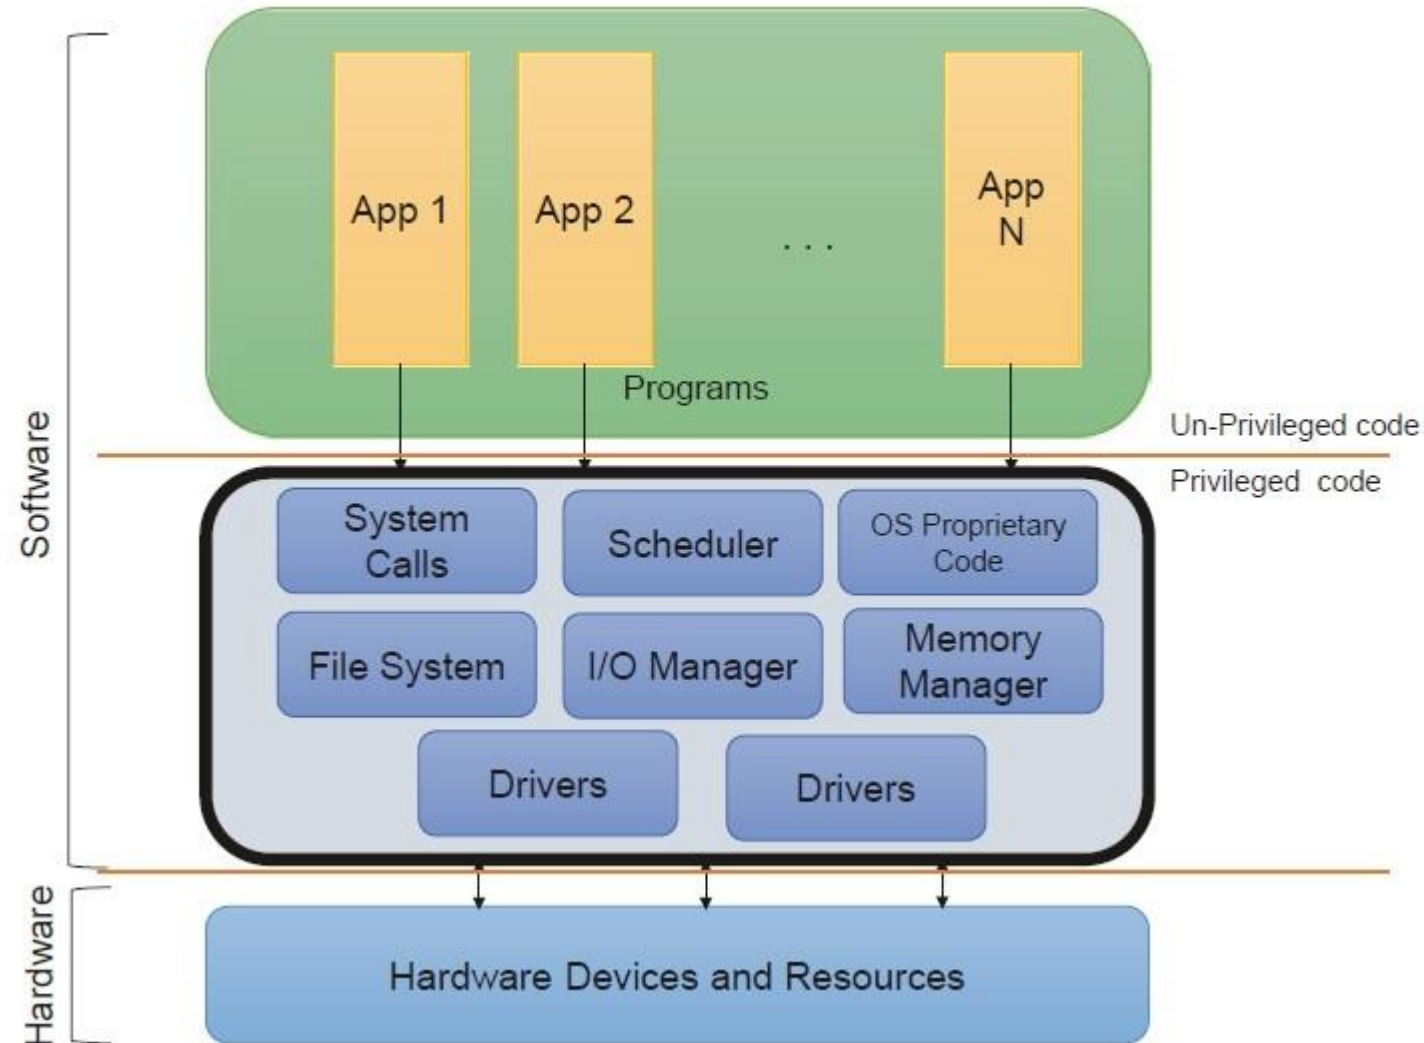 App 1
App 2
. . .
App
N
Programs
Un-Privileged code
Privileged  code
Software
System
Calls
Scheduler
OS Proprietary
Code
File System
I/O Manager
Memory
Manager
Drivers
Drivers
Hardware
Hardware Devices and Resources